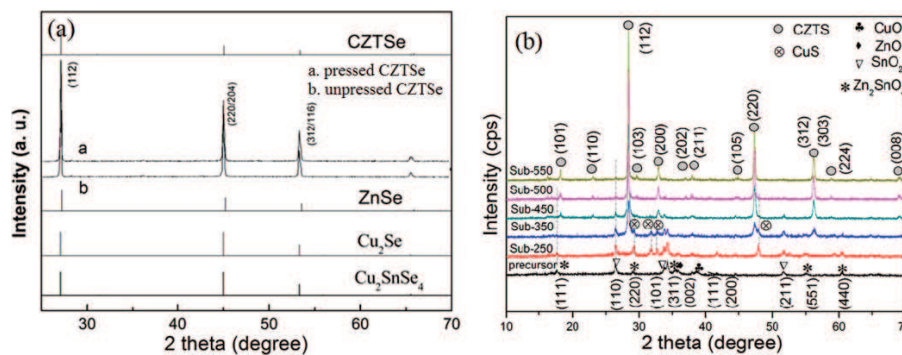 (a)
CZTSe
(112)
a. pressed CZTSe
b. unpressed CZTSe
(220/204)
(312/116)
a
b
ZnSe
Cu2Se
Cu2SnSe4
Intensity (a. u.)
30 40 50 60 70
2 theta (degree)
(b)
CZTS
CuS
CuO
ZnO
SnO2
(112)
(220)
(312)
(303)
(101)
(110)
(103)
(200)
(202)
(211)
(105)
(224)
(008)
Sub-550
Sub-500
Sub-450
Sub-350
Sub-250
precursor
(111)
(110)
(220)
(101)
(311)
(002)
(111)
(200)
(211)
(551)
(440)
Intensity (cps)
10 20 30 40 50 60 70
2 theta (degree)